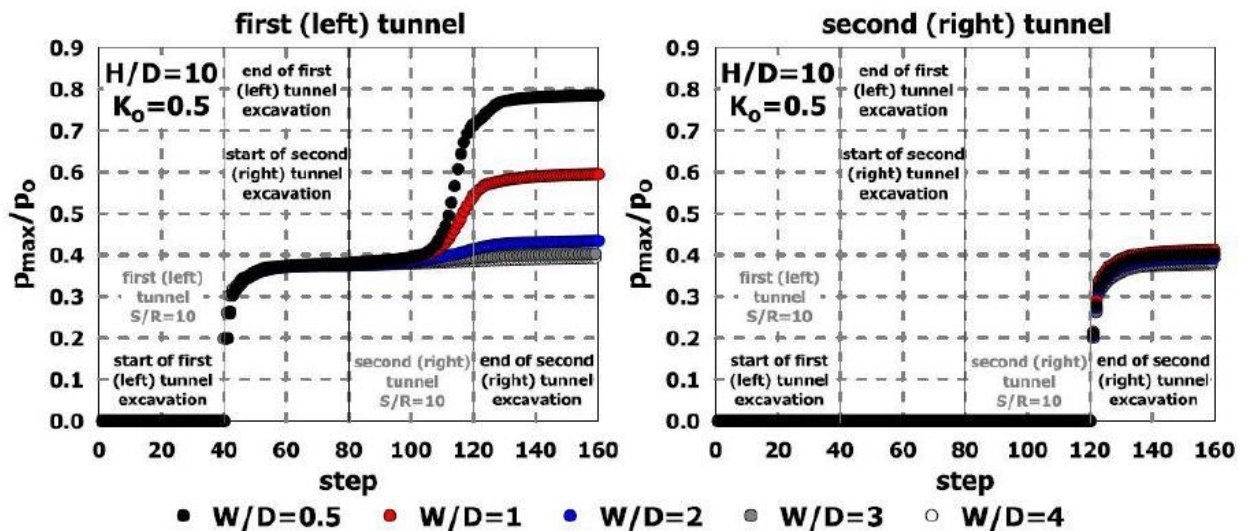 first (left) tunnel
0.9
0.8
0.7
0.6
0.5
0.4
0.3
0.2
0.1
0.0
pmax/po
H/D=10
Ko=0.5
end of first
(left) tunnel
excavation
start of second
(right) tunnel
excavation
first (left)
tunnel
S/R=10
start of first
(left) tunnel
excavation
second (right)
tunnel
S/R=10
end of second
(right) tunnel
excavation
0 20 40 60 80 100 120 140 160
step
second (right) tunnel
0.9
0.8
0.7
0.6
0.5
0.4
0.3
0.2
0.1
0.0
pmax/po
H/D=10
Ko=0.5
end of first
(left) tunnel
excavation
start of second
(right) tunnel
excavation
first (left)
tunnel
S/R=10
start of first
(left) tunnel
excavation
second (right)
tunnel
S/R=10
end of second
(right) tunnel
excavation
0 20 40 60 80 100 120 140 160
step
W/D=0.5 W/D=1 W/D=2 W/D=3 W/D=4